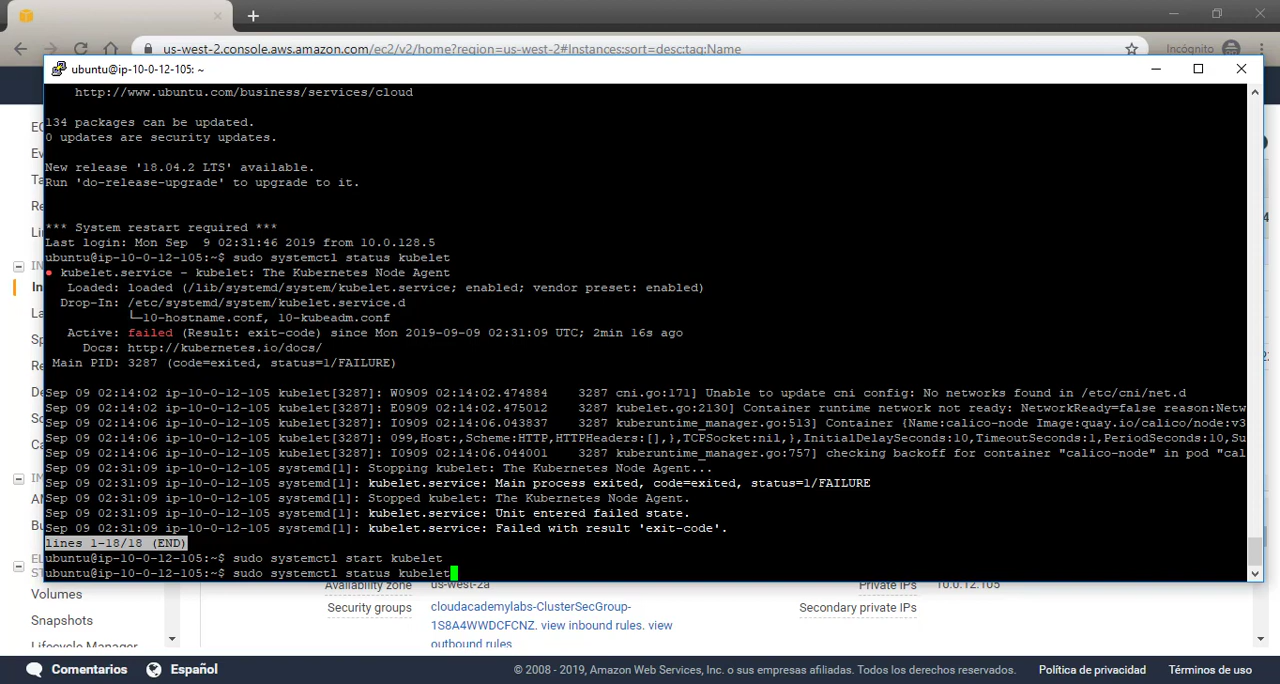 us-west-2.console.aws.amazon.com/ec2/v2/home?region=us-west-2#Instances:sort=desc:tag:Name
Incógnito
ubuntu@ip-10-0-12-105: ~
http://www.ubuntu.com/business/services/cloud
134 packages can be updated.
0 updates are security updates.
New release '18.04.2 LTS' available.
Run 'do-release-upgrade' to upgrade to it.
*** System restart required ***
Last login: Mon Sep  9 02:31:46 2019 from 10.0.128.5
ubuntu@ip-10-0-12-105:~$ sudo systemctl status kubelet
● kubelet.service - kubelet: The Kubernetes Node Agent
Loaded: loaded (/lib/systemd/system/kubelet.service; enabled; vendor preset: enabled)
Drop-In: /etc/systemd/system/kubelet.service.d
└─10-hostname.conf, 10-kubeadm.conf
Active: failed (Result: exit-code) since Mon 2019-09-09 02:31:09 UTC; 2min 16s ago
Docs: http://kubernetes.io/docs/
Main PID: 3287 (code=exited, status=1/FAILURE)
Sep 09 02:14:02 ip-10-0-12-105 kubelet[3287]: W0909 02:14:02.474884    3287 cni.go:171] Unable to update cni config: No networks found in /etc/cni/net.d
Sep 09 02:14:02 ip-10-0-12-105 kubelet[3287]: E0909 02:14:02.475012    3287 kubelet.go:2130] Container runtime network not ready: NetworkReady=false reason:Netw
Sep 09 02:14:06 ip-10-0-12-105 kubelet[3287]: I0909 02:14:06.043837    3287 kuberuntime_manager.go:513] Container {Name:calico-node Image:quay.io/calico/node:v3
Sep 09 02:14:06 ip-10-0-12-105 kubelet[3287]: 099,Host:,Scheme:HTTP,HTTPHeaders:[],},TCPSocket:nil,},InitialDelaySeconds:10,TimeoutSeconds:1,PeriodSeconds:10,Su
Sep 09 02:14:06 ip-10-0-12-105 kubelet[3287]: I0909 02:14:06.044001    3287 kuberuntime_manager.go:757] checking backoff for container "calico-node" in pod "cal
Sep 09 02:31:09 ip-10-0-12-105 systemd[1]: Stopping kubelet: The Kubernetes Node Agent...
Sep 09 02:31:09 ip-10-0-12-105 systemd[1]: kubelet.service: Main process exited, code=exited, status=1/FAILURE
Sep 09 02:31:09 ip-10-0-12-105 systemd[1]: Stopped kubelet: The Kubernetes Node Agent.
Sep 09 02:31:09 ip-10-0-12-105 systemd[1]: kubelet.service: Unit entered failed state.
Sep 09 02:31:09 ip-10-0-12-105 systemd[1]: kubelet.service: Failed with result 'exit-code'.
lines 1-18/18 (END)
ubuntu@ip-10-0-12-105:~$ sudo systemctl start kubelet
ubuntu@ip-10-0-12-105:~$ sudo systemctl status kubelet
Volumes
Snapshots
Lifecycle Manager
Availability zone
us-west-2a
Private IPs
10.0.12.105
Security groups
cloudacademylabs-ClusterSecGroup-
1S8A4WWDCFCNZ. view inbound rules. view
outbound rules
Secondary private IPs
Comentarios
Español
© 2008 - 2019, Amazon Web Services, Inc. o sus empresas afiliadas. Todos los derechos reservados.
Política de privacidad
Términos de uso